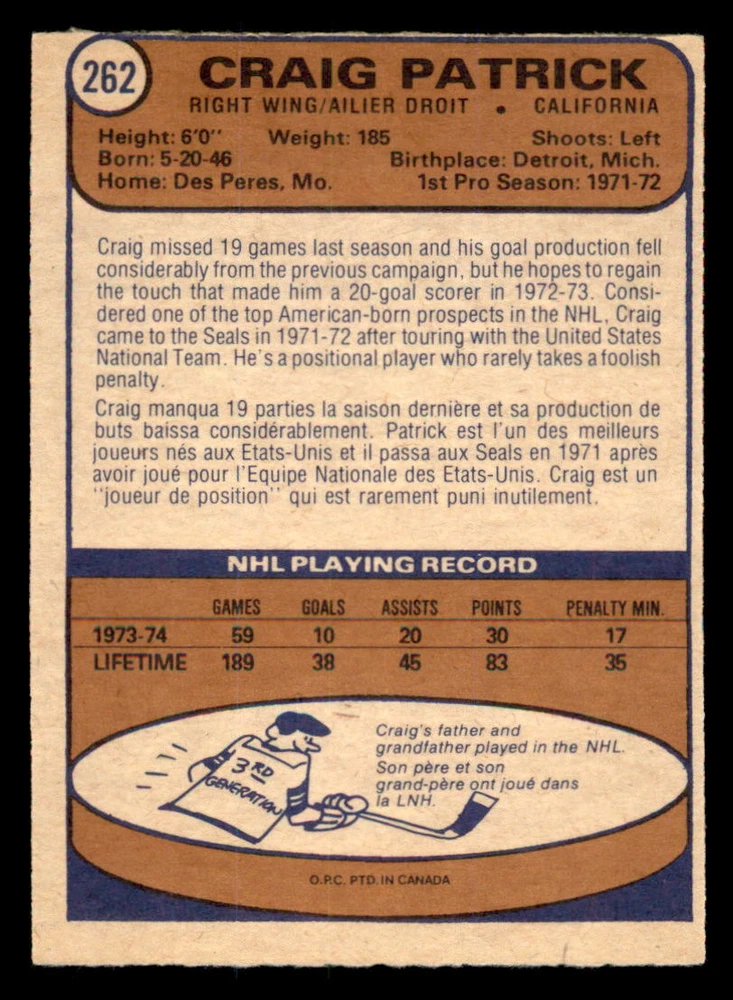 262
CRAIG PATRICK
RIGHT WING/AILIER DROIT • CALIFORNIA
Height: 6'0" Weight: 185 Shoots: Left
Born: 5-20-46 Birthplace: Detroit, Mich.
Home: Des Peres, Mo. 1st Pro Season: 1971-72
Craig missed 19 games last season and his goal production fell
considerably from the previous campaign, but he hopes to regain
the touch that made him a 20-goal scorer in 1972-73. Consi-
dered one of the top American-born prospects in the NHL, Craig
came to the Seals in 1971-72 after touring with the United States
National Team. He's a positional player who rarely takes a foolish
penalty.
Craig manqua 19 parties la saison dernière et sa production de
buts baissa considérablement. Patrick est l'un des meilleurs
joueurs nés aux Etats-Unis et il passa aux Seals en 1971 après
avoir joué pour l'Equipe Nationale des Etats-Unis. Craig est un
"joueur de position" qui est rarement puni inutilement.
NHL PLAYING RECORD
GAMES GOALS ASSISTS POINTS PENALTY MIN.
1973-74 59 10 20 30 17
LIFETIME 189 38 45 83 35
3RD
GENERATION
Craig's father and
grandfather played in the NHL.
Son père et son
grand-père ont joué dans
la LNH.
O.P.C. PTD. IN CANADA